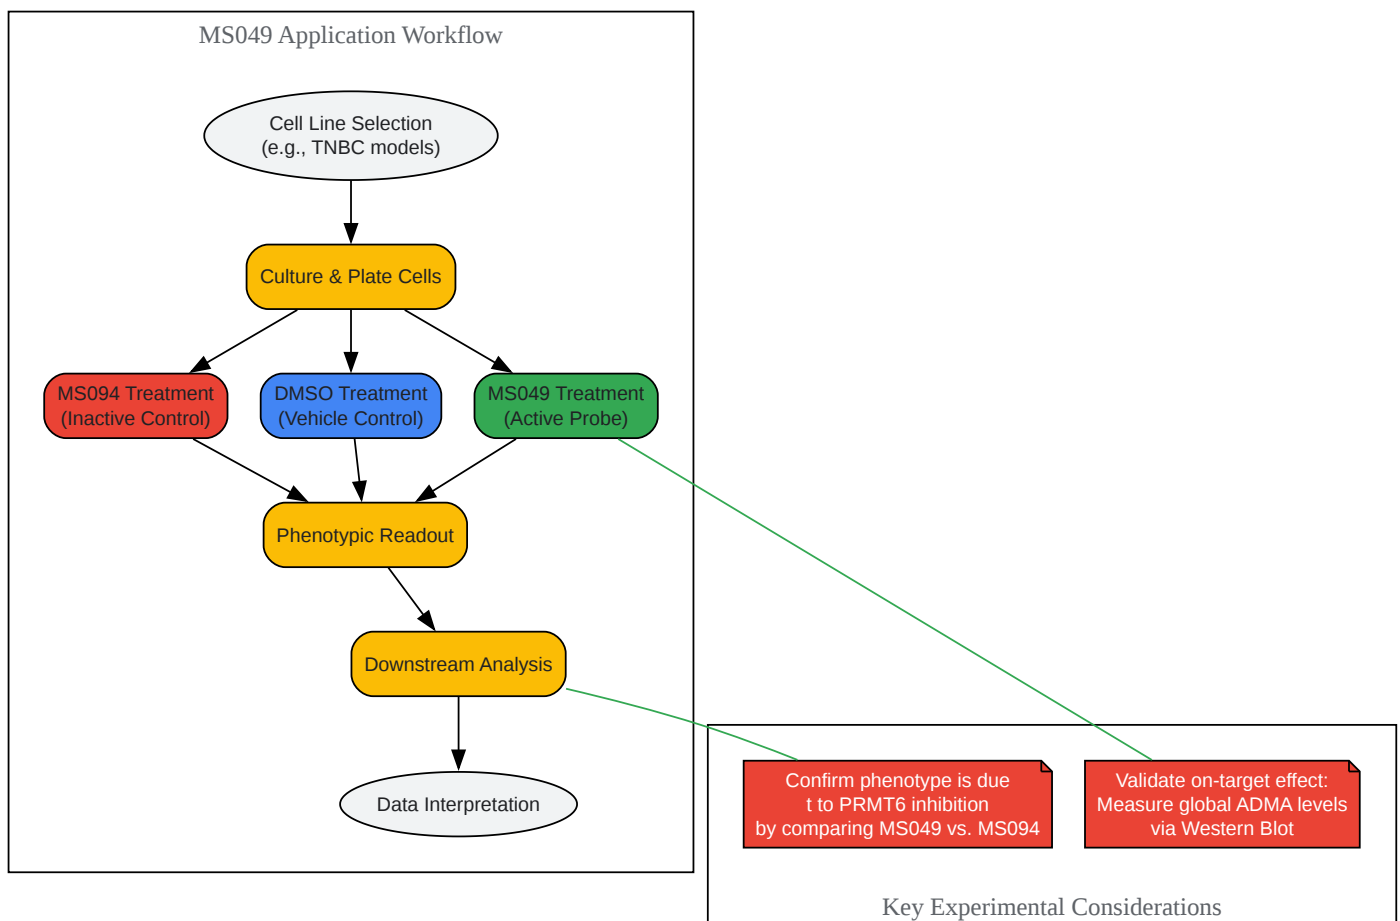 MS049 Application Workflow
Cell Line Selection
(e.g., TNBC models)
Culture & Plate Cells
MS094 Treatment
(Inactive Control)
DMSO Treatment
(Vehicle Control)
MS049 Treatment
(Active Probe)
Phenotypic Readout
Downstream Analysis
Data Interpretation
Confirm phenotype is due
t to PRMT6 inhibition
by comparing MS049 vs. MS094
Validate on-target effect:
Measure global ADMA levels
via Western Blot
Key Experimental Considerations